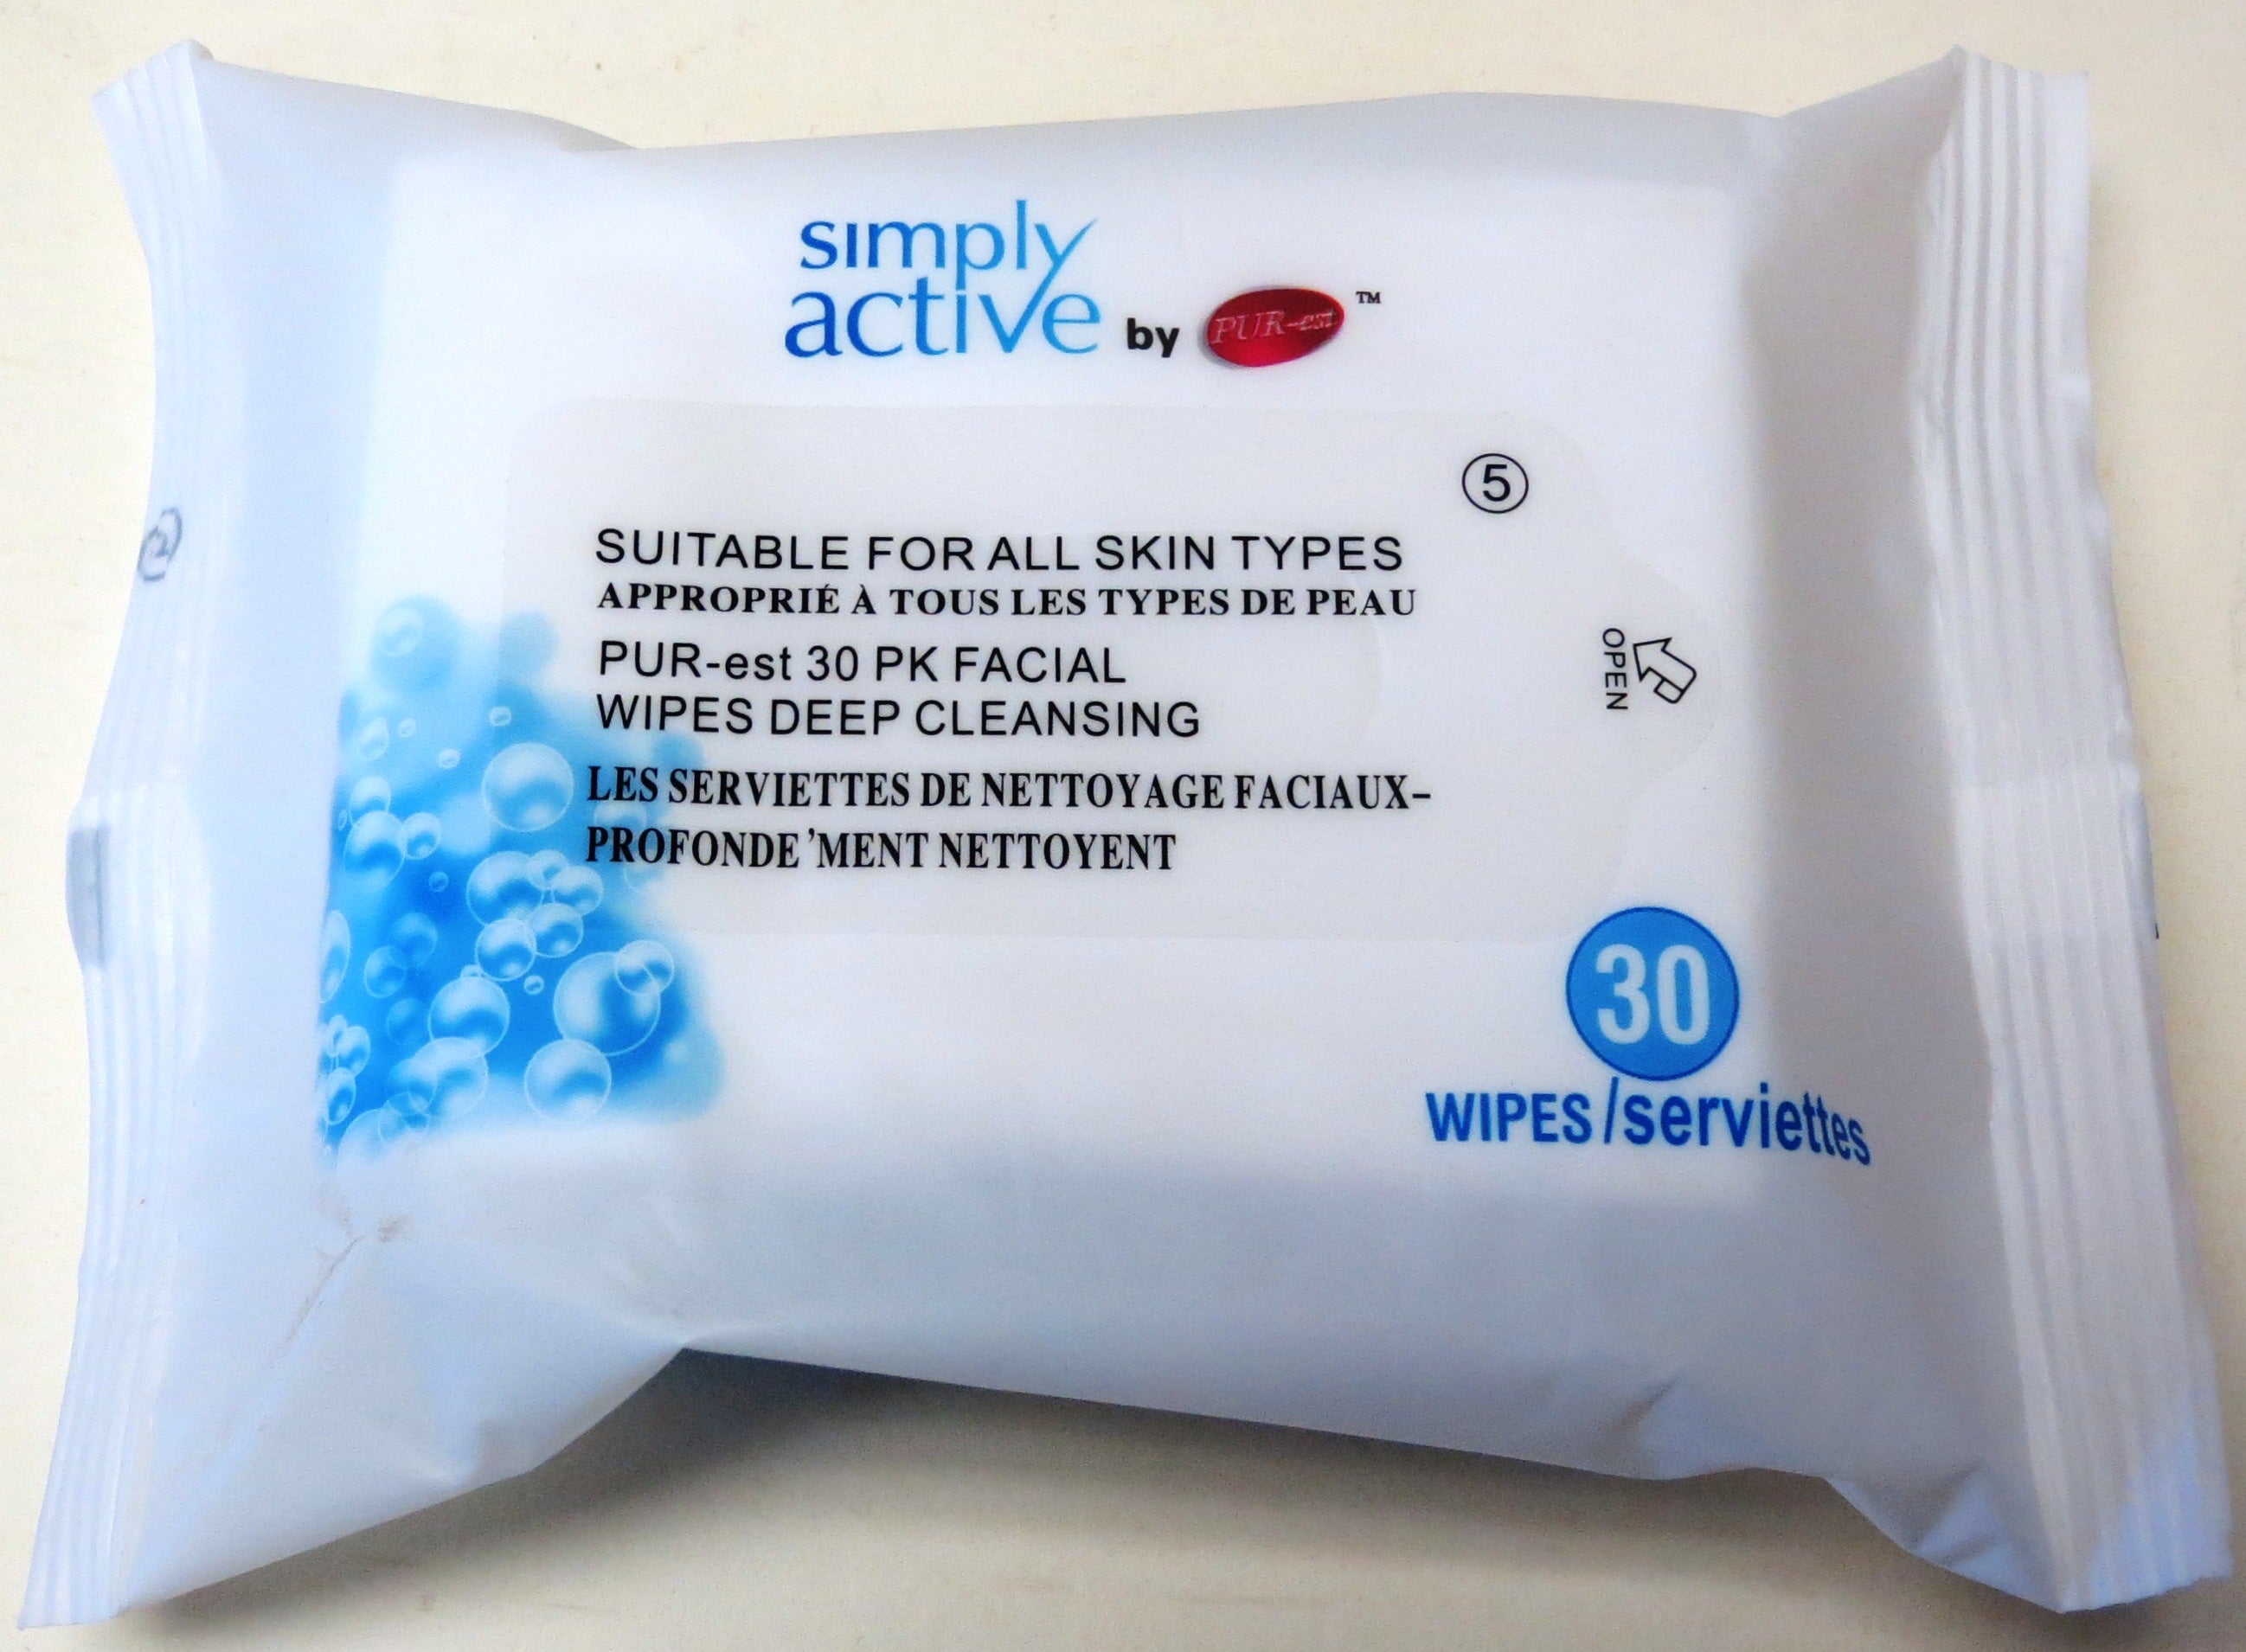 simply
active by PUR-est ™
5
SUITABLE FOR ALL SKIN TYPES
APPROPRIÉ À TOUS LES TYPES DE PEAU
PUR-est 30 PK FACIAL
WIPES DEEP CLEANSING
OPEN
LES SERVIETTES DE NETTOYAGE FACIAUX-
PROFONDE'MENT NETTOYENT
30
WIPES/serviettes